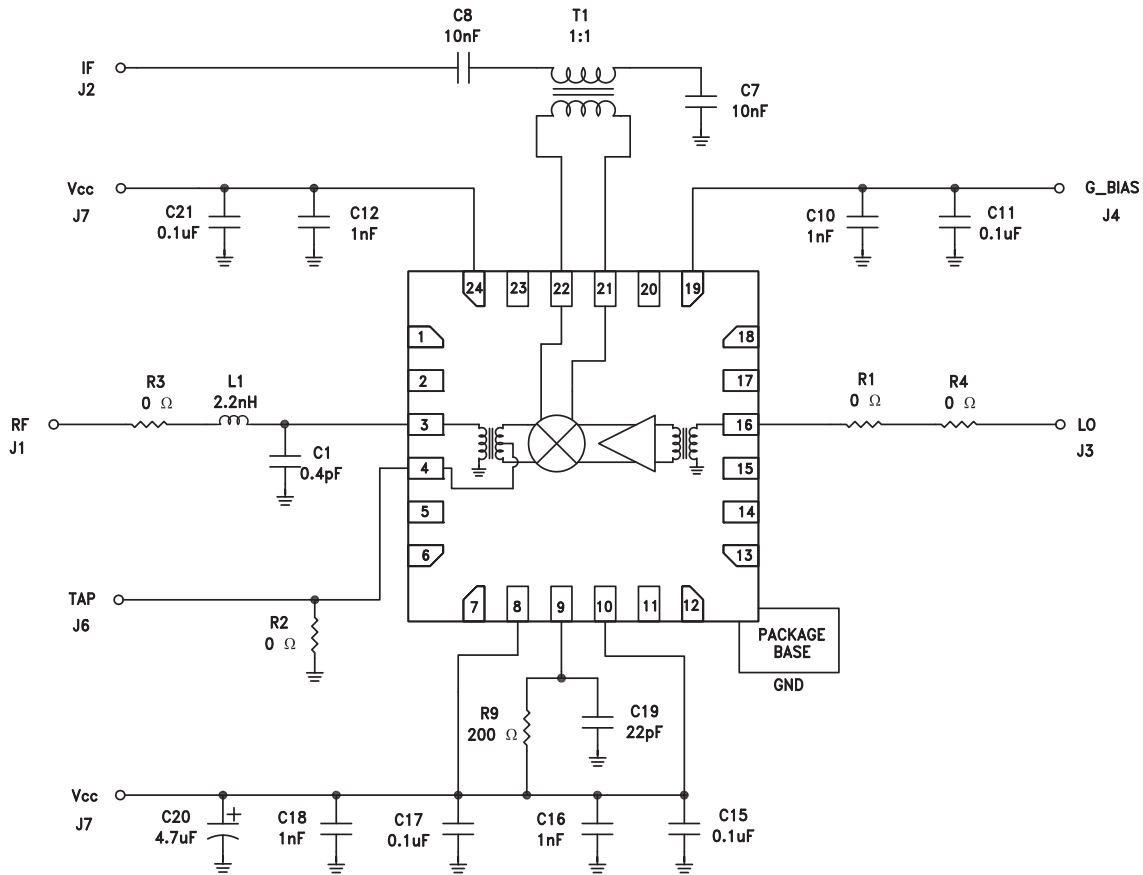 C8
10nF
T1
1:1
IF
J2
C7
10nF
Vcc
J7
C21
0.1uF
C12
1nF
C10
1nF
C11
0.1uF
G_BIAS
J4
24
23
22
21
20
19
1
2
3
4
5
6
18
17
16
15
14
13
7
8
9
10
11
12
RF
J1
R3
0 Ω
L1
2.2nH
C1
0.4pF
R1
0 Ω
R4
0 Ω
LO
J3
TAP
J6
R2
0 Ω
PACKAGE
BASE
GND
R9
200 Ω
C19
22pF
Vcc
J7
C20
4.7uF
+
C18
1nF
C17
0.1uF
C16
1nF
C15
0.1uF